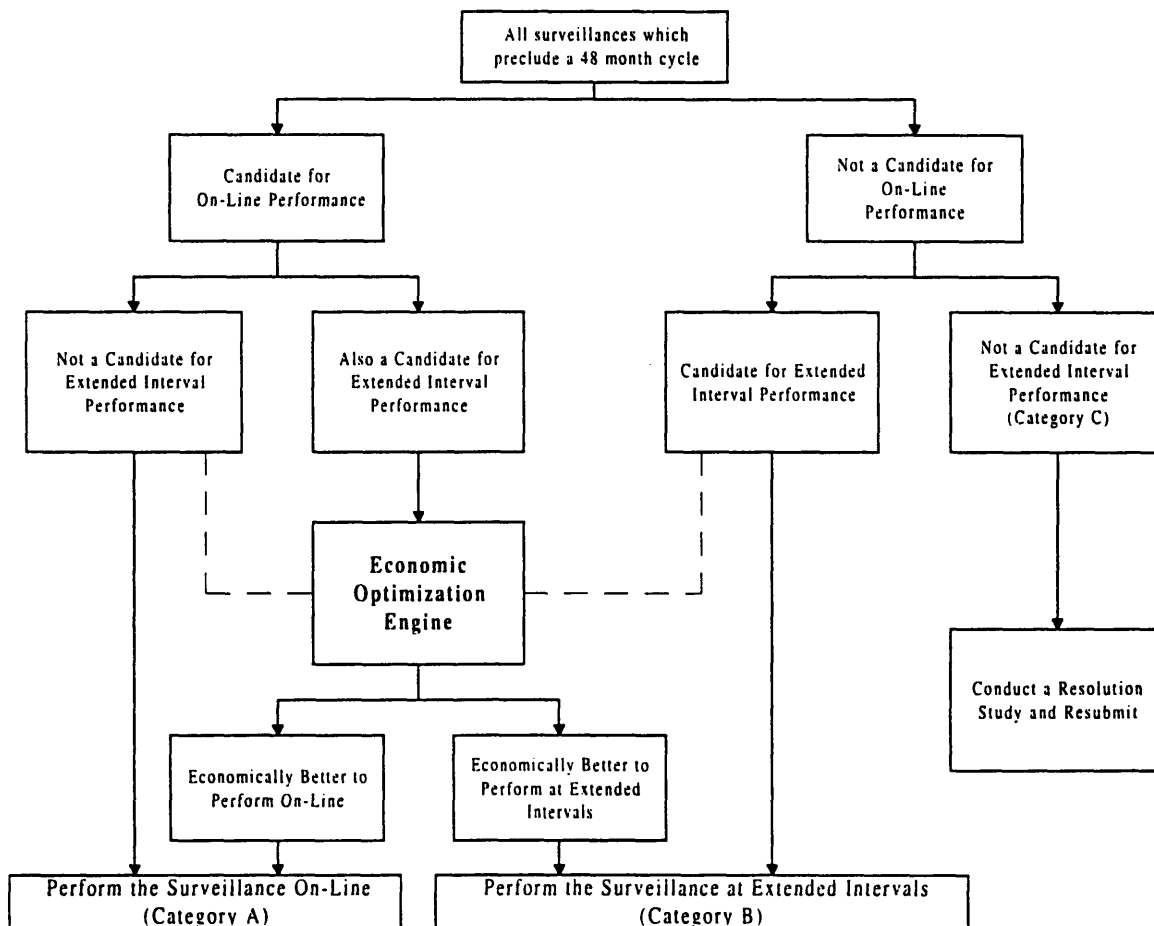 All surveillances which
preclude a 48 month cycle
Candidate for
On-Line Performance
Not a Candidate for
On-Line
Performance
Not a Candidate for
Extended Interval
Performance
Also a Candidate for
Extended Interval
Performance
Candidate for Extended
Interval Performance
Not a Candidate for
Extended Interval
Performance
(Category C)
Economic
Optimization
Engine
Conduct a Resolution
Study and Resubmit
Economically Better to
Perform On-Line
Economically Better to
Perform at Extended
Intervals
Perform the Surveillance On-Line
(Category A)
Perform the Surveillance at Extended Intervals
(Category B)